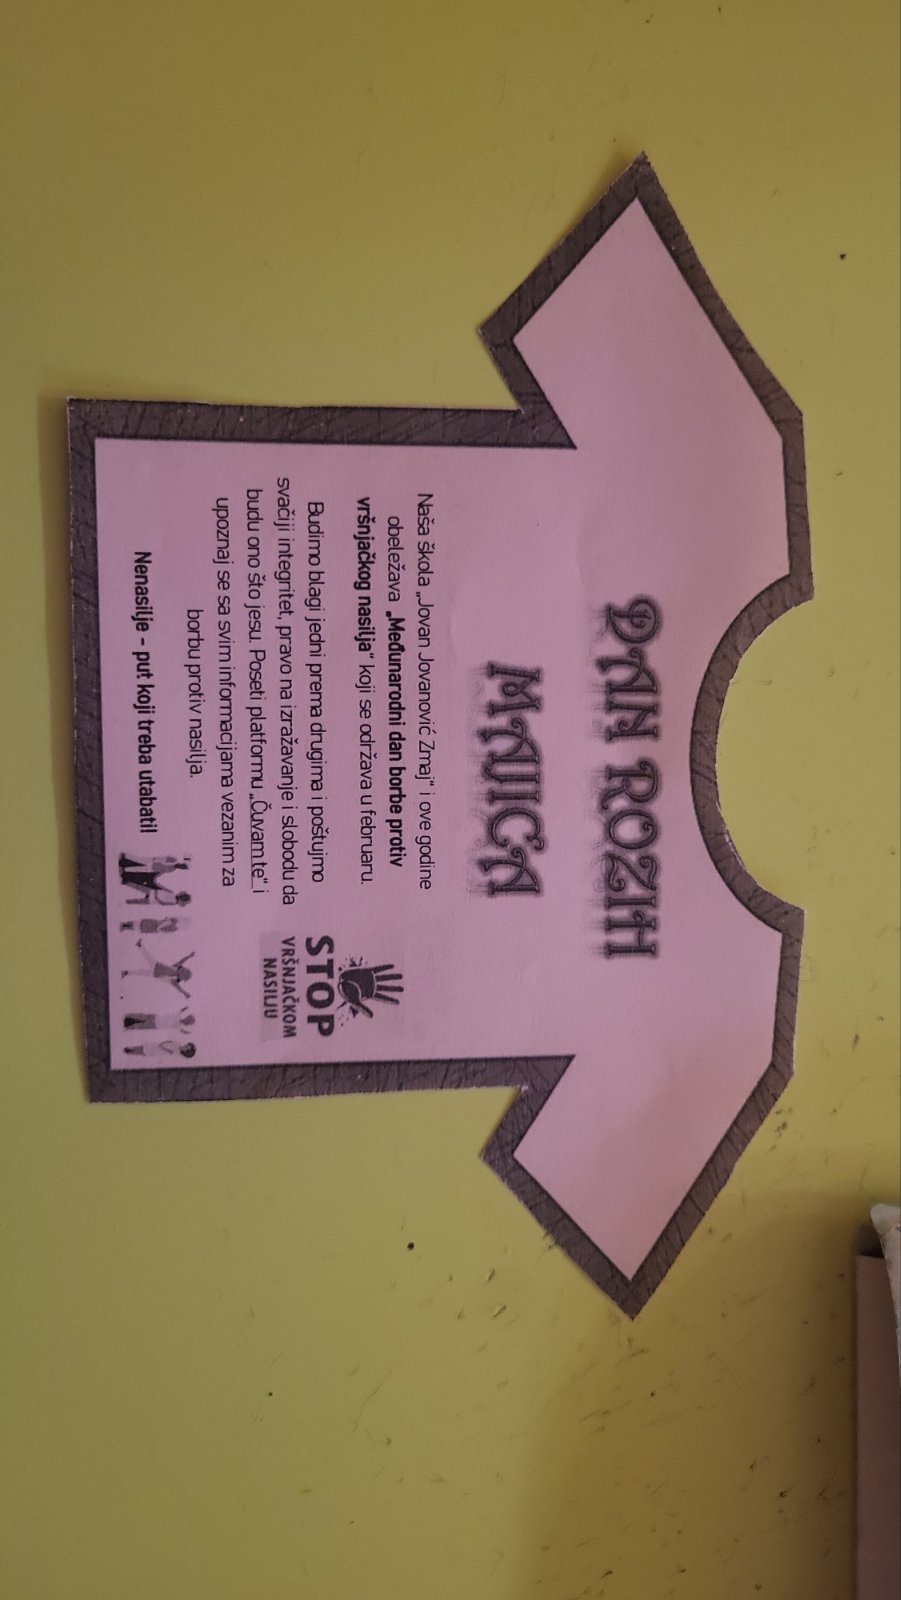 DAN ROZIH
MAJICA
Naša škola „Jovan Jovanović Zmaj“ i ove godine
obeležava „Međunarodni dan borbe protiv
vršnjačkog nasilja“ koji se održava u februaru.
Budimo blagi jedni prema drugima i poštujmo
svačiji integritet, pravo na izražavanje i slobodu da
budu ono što jesu. Poseti platformu „Čuvam te“ i
upoznaj se sa svim informacijama vezanim za
borbu protiv nasilja.
STOP
VRŠNJAČKOM
NASILJU
Nenasilje - put koji treba utabati!